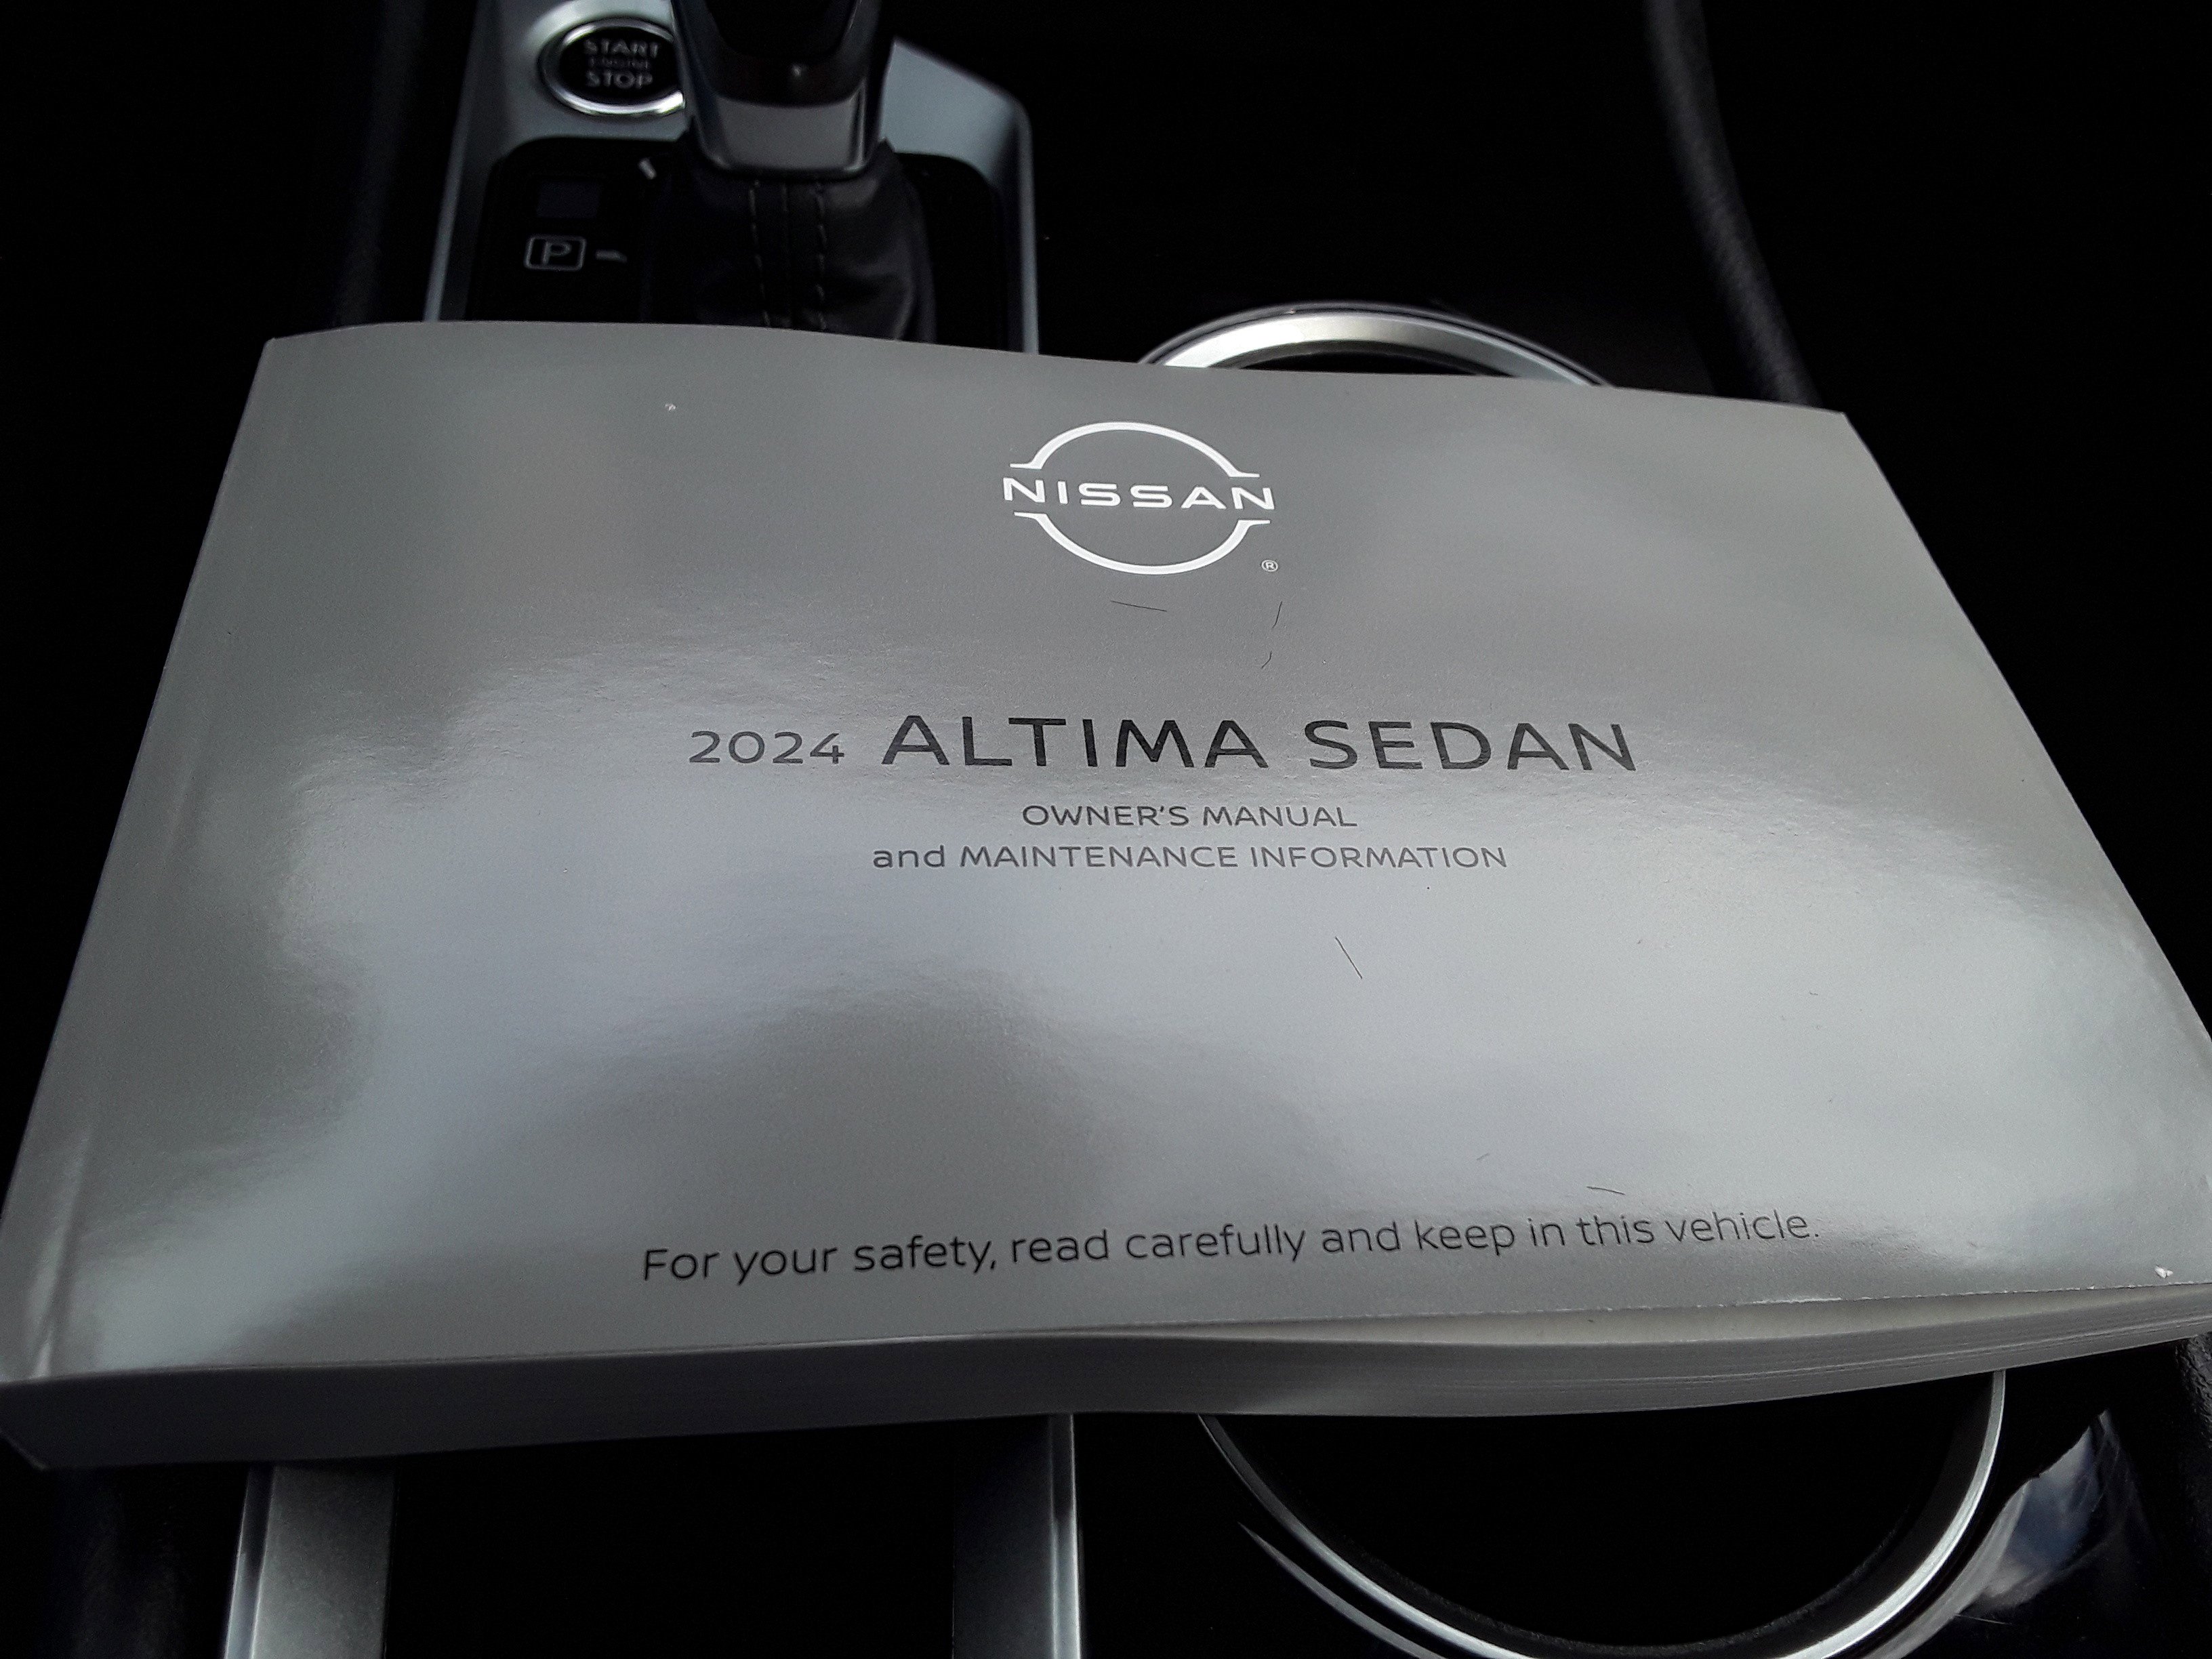 START
ENGINE
STOP
P
NISSAN
®
2024 ALTIMA SEDAN
OWNER'S MANUAL
and MAINTENANCE INFORMATION
For your safety, read carefully and keep in this vehicle.